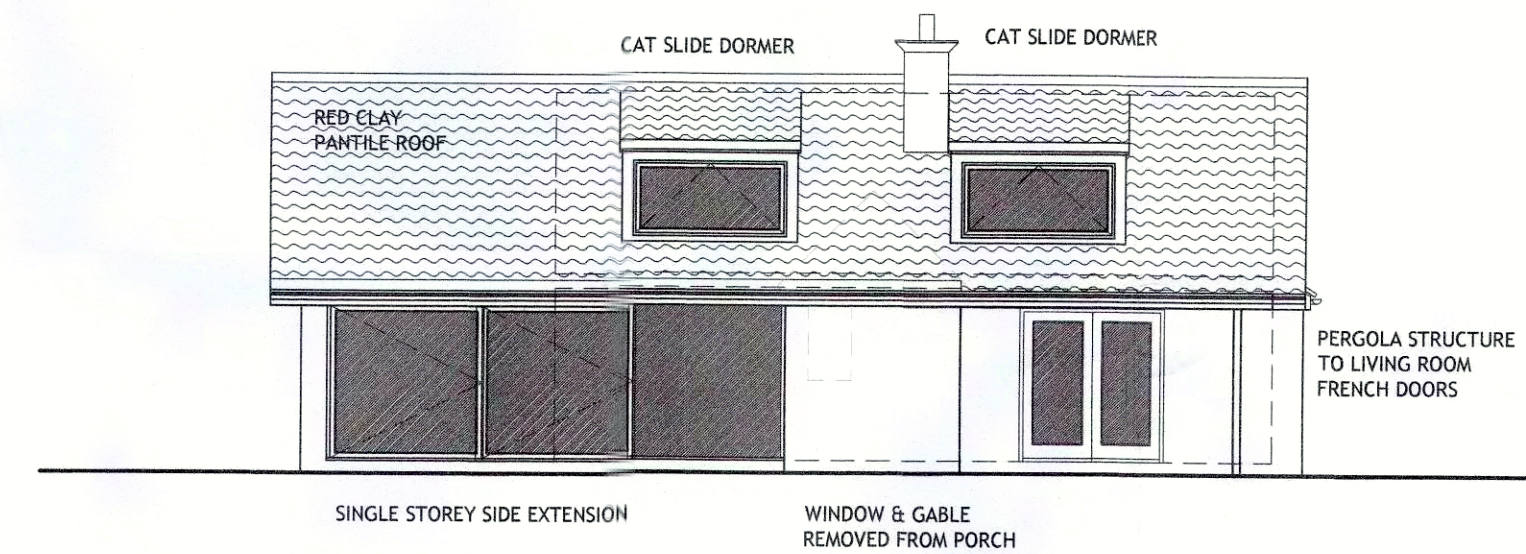 CAT SLIDE DORMER
CAT SLIDE DORMER
RED CLAY
PANTILE ROOF
PERGOLA STRUCTURE
TO LIVING ROOM
FRENCH DOORS
SINGLE STOREY SIDE EXTENSION
WINDOW & GABLE
REMOVED FROM PORCH